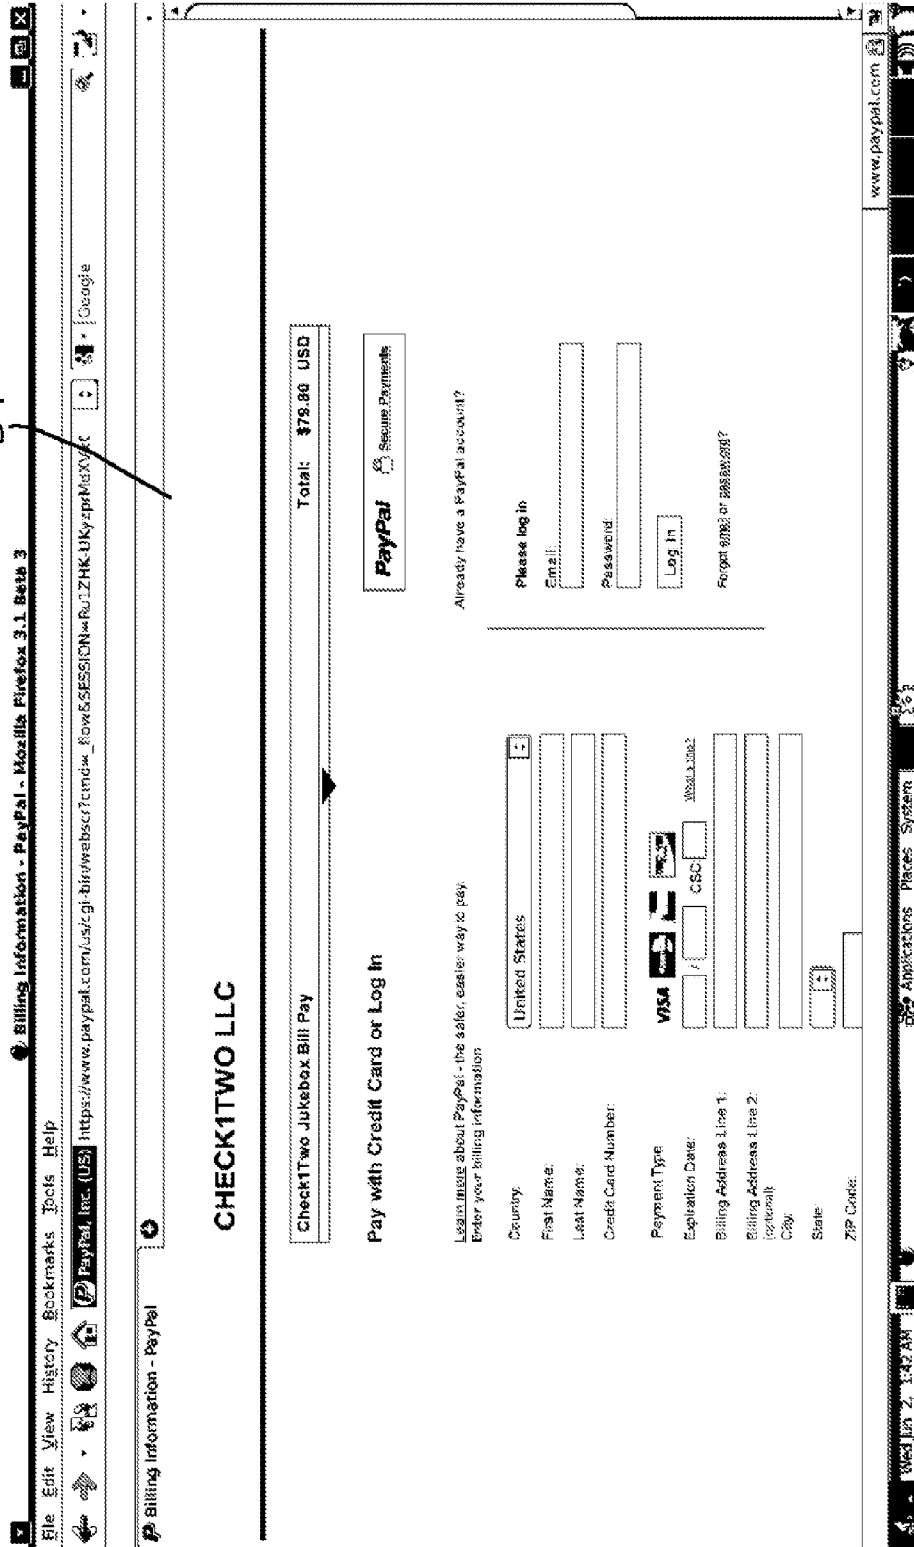 Billing Information - PayPal - Mozilla Firefox 3.1 Beta 3
File Edit View History Bookmarks Tools Help
PayPal, Inc. (US) https://www.paypal.com/us/cgi-bin/webscr?cmd=_flow&SESSION=
Google
Billing Information - PayPal
CHECK1TWO LLC
Check1Two Jukebox Bill Pay Total: $79.80 USD
Pay with Credit Card or Log In
PayPal Secure Payments
Learn more about PayPal - the safer, easier way to pay.
Enter your billing information
Country: United States
First Name:
Last Name:
Credit Card Number:
Payment Type VISA
Expiration Date: / CSC: What's this?
Billing Address Line 1:
Billing Address Line 2:
(optional)
City:
State:
ZIP Code:
Already have a PayPal account?
Please log in
Email:
Password:
Log In
Forgot email or password?
www.paypal.com
Wed Jun 2, 1:42 AM
Applications Places System